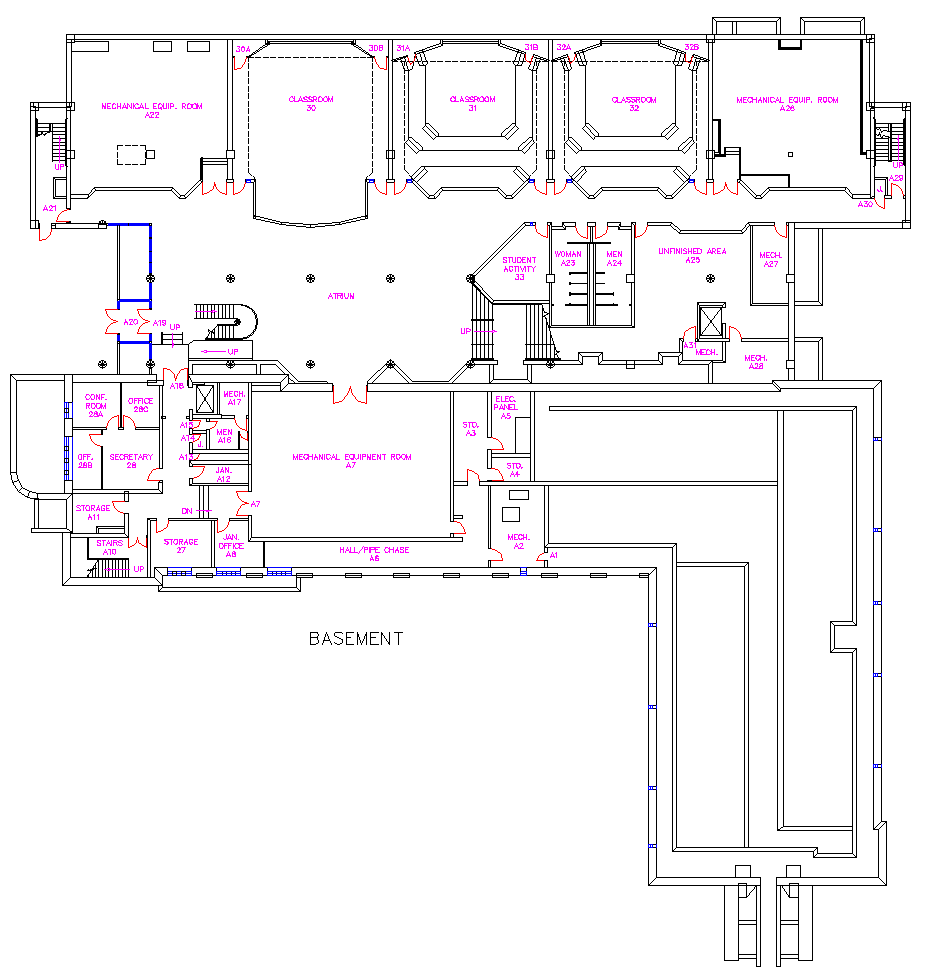 30A
30B
31A
31B
32A
32B
MECHANICAL EQUIP. ROOM
A22
CLASSROOM
30
CLASSROOM
31
CLASSROOM
32
MECHANICAL EQUIP. ROOM
A26
UP
UP
A29
J.
A21
A30
STUDENT
ACTIVITY
33
WOMAN
A23
MEN
A24
UNFINISHED AREA
A25
MECH.
A27
ATRIUM
A20
A19
UP
UP
UP
A31
MECH.
MECH.
A28
A18
CONF.
ROOM
28A
OFFICE
28C
MECH.
A17
ELEC.
PANEL
A5
A15
A14
MEN
A16
J.
STO.
A3
OFF.
28B
SECRETARY
28
A13
MECHANICAL EQUIPMENT ROOM
A7
JAN.
A12
STO.
A4
STORAGE
A11
DN
A7
STAIRS
A10
STORAGE
27
JAN.
OFFICE
A8
HALL/PIPE CHASE
A6
MECH.
A2
A1
UP
BASEMENT